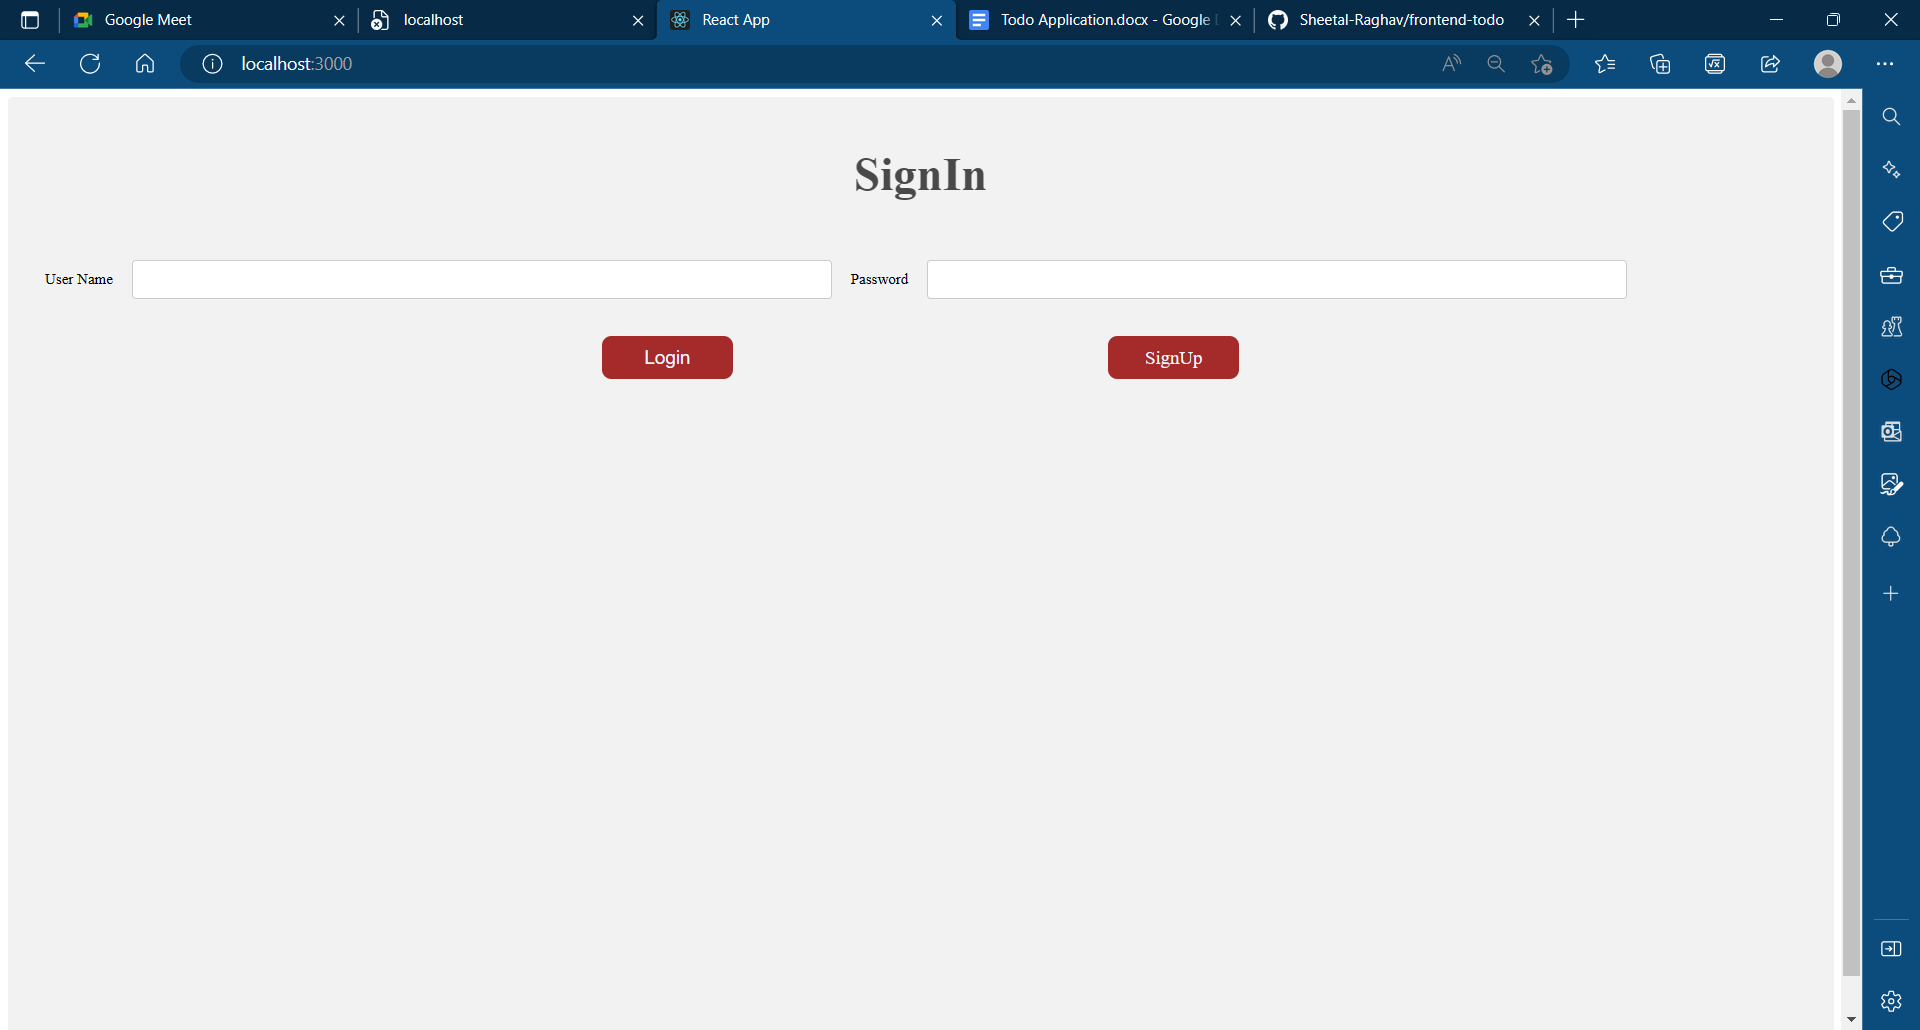 Google Meet
localhost
React App
Todo Application.docx - Google
Sheetal-Raghav/frontend-todo
localhost:3000
SignIn
User Name
Password
Login
SignUp